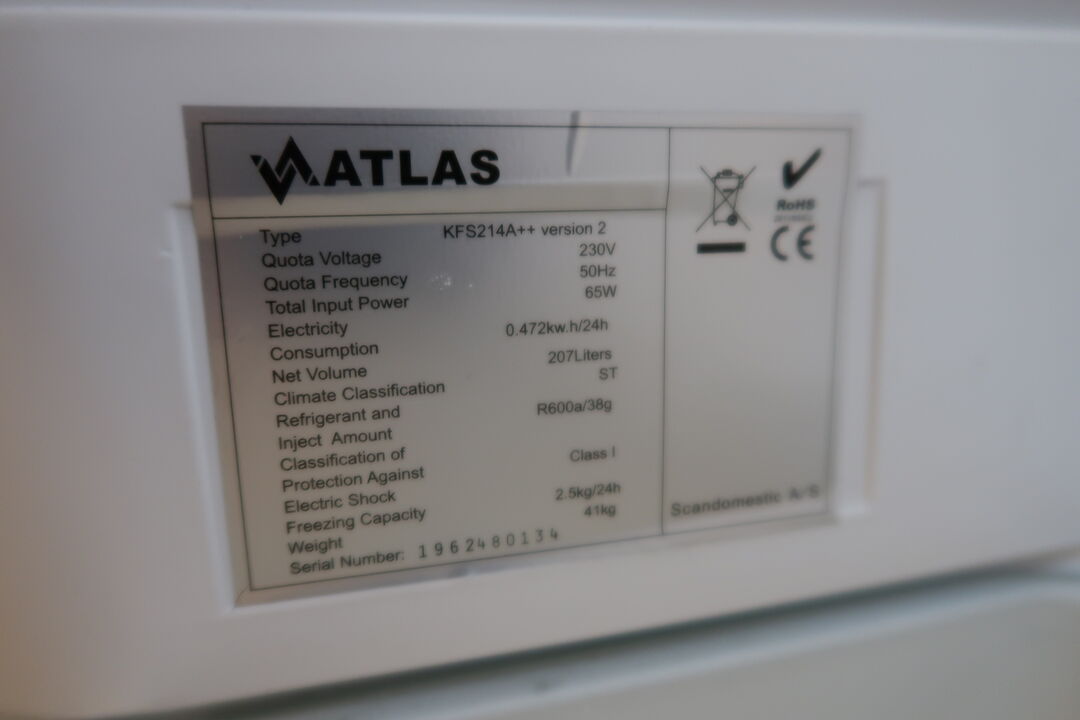 ATLAS
Type KFS214A++ version 2
Quota Voltage 230V
Quota Frequency 50Hz
Total Input Power 65W
Electricity
Consumption 0.472kw.h/24h
Net Volume 207Liters
Climate Classification ST
Refrigerant and
Inject Amount R600a/38g
Classification of
Protection Against
Electric Shock Class I
Freezing Capacity 2.5kg/24h
Weight 41kg
Serial Number: 1962480134
RoHS
CE
Scandomestic A/S